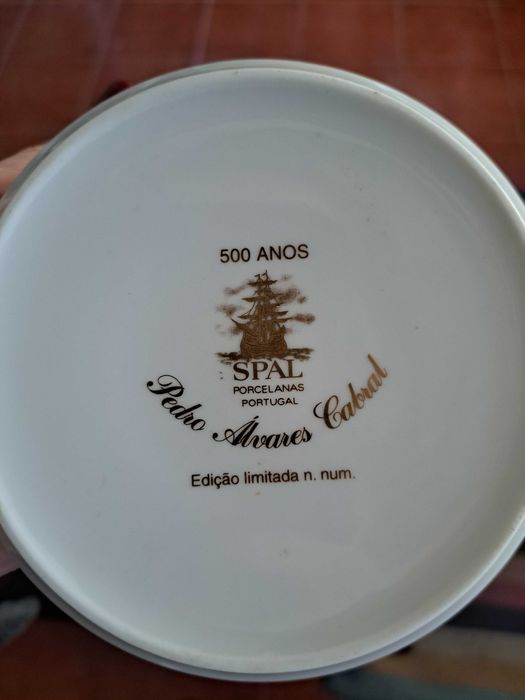 500 ANOS
SPAL
PORCELANAS
PORTUGAL
Pedro Álvares Cabral
Edição limitada n. num.